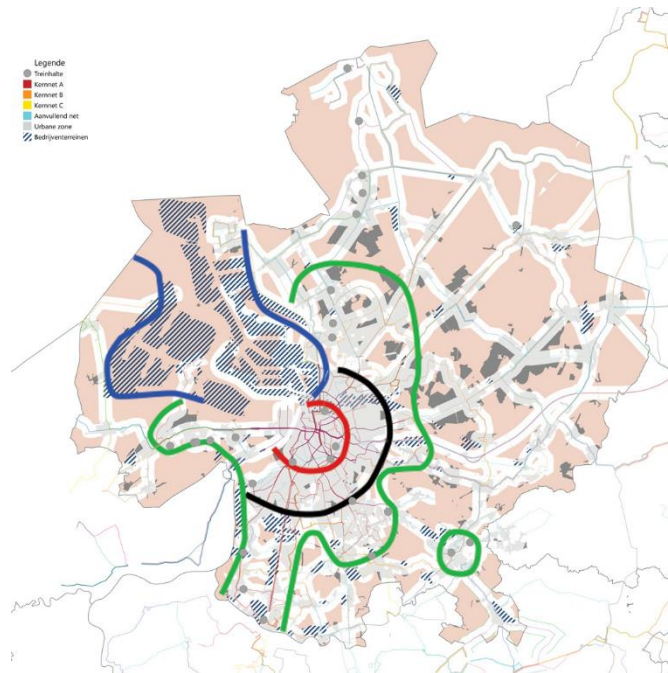 Legende
Treinhalte
Kernnet A
Kernnet B
Kernnet C
Aanvullend net
Urbane zone
Bedrijventerreinen